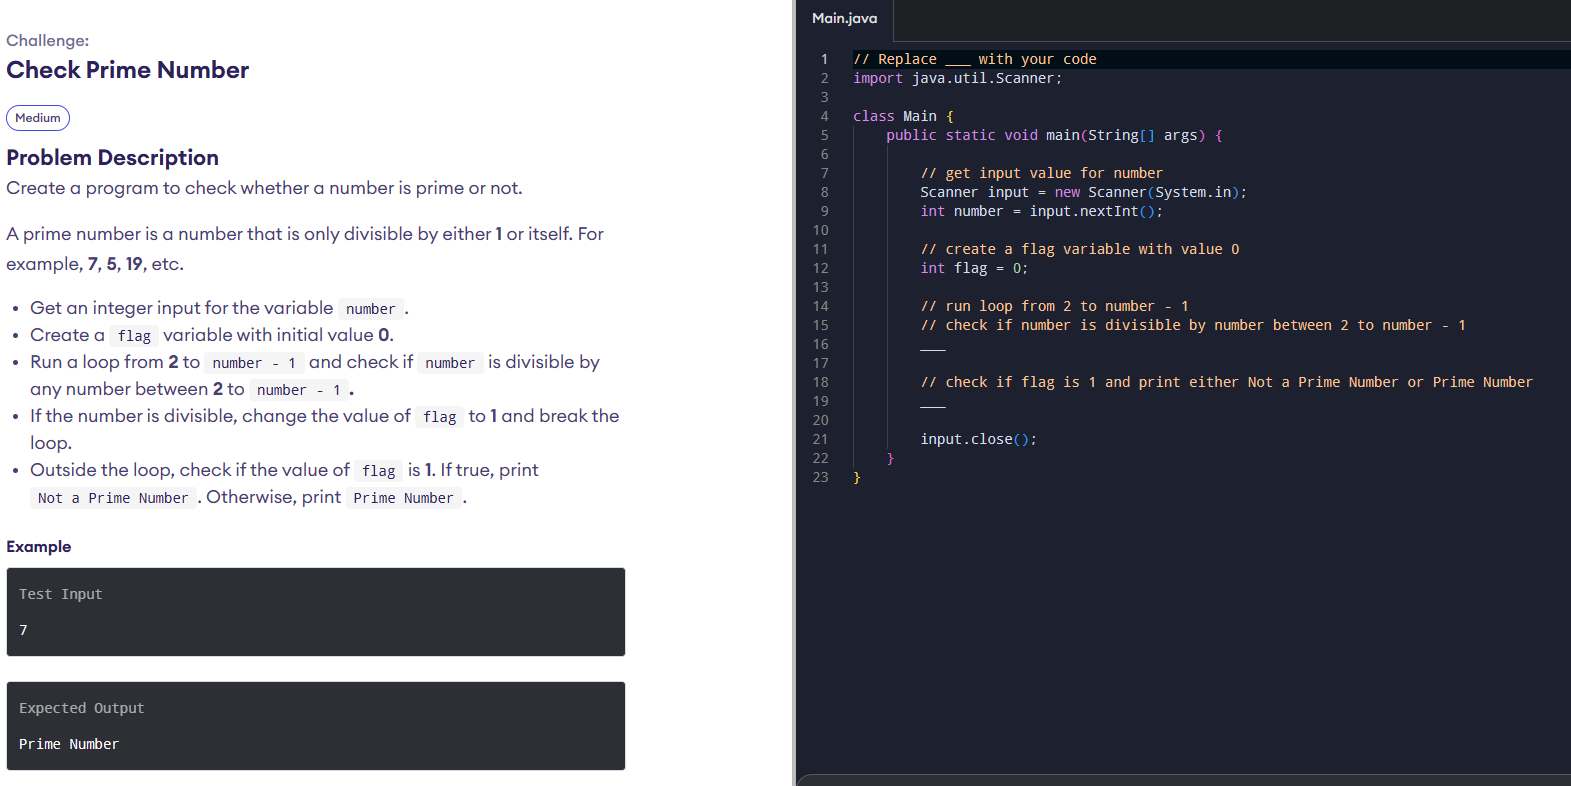 Challenge:
Check Prime Number
Medium
Problem Description
Create a program to check whether a number is prime or not.
A prime number is a number that is only divisible by either 1 or itself. For
example, 7, 5, 19, etc.
• Get an integer input for the variable number .
• Create a flag variable with initial value 0.
• Run a loop from 2 to number - 1 and check if number is divisible by
any number between 2 to number - 1 .
• If the number is divisible, change the value of flag to 1 and break the
loop.
• Outside the loop, check if the value of flag is 1. If true, print
Not a Prime Number . Otherwise, print Prime Number .
Example
Test Input
7
Expected Output
Prime Number
Main.java
1 // Replace ___ with your code
2 import java.util.Scanner;
3
4 class Main {
5     public static void main(String[] args) {
6
7         // get input value for number
8         Scanner input = new Scanner(System.in);
9         int number = input.nextInt();
10
11         // create a flag variable with value 0
12         int flag = 0;
13
14         // run loop from 2 to number - 1
15         // check if number is divisible by number between 2 to number - 1
16         ___
17
18         // check if flag is 1 and print either Not a Prime Number or Prime Number
19         ___
20
21         input.close();
22     }
23 }